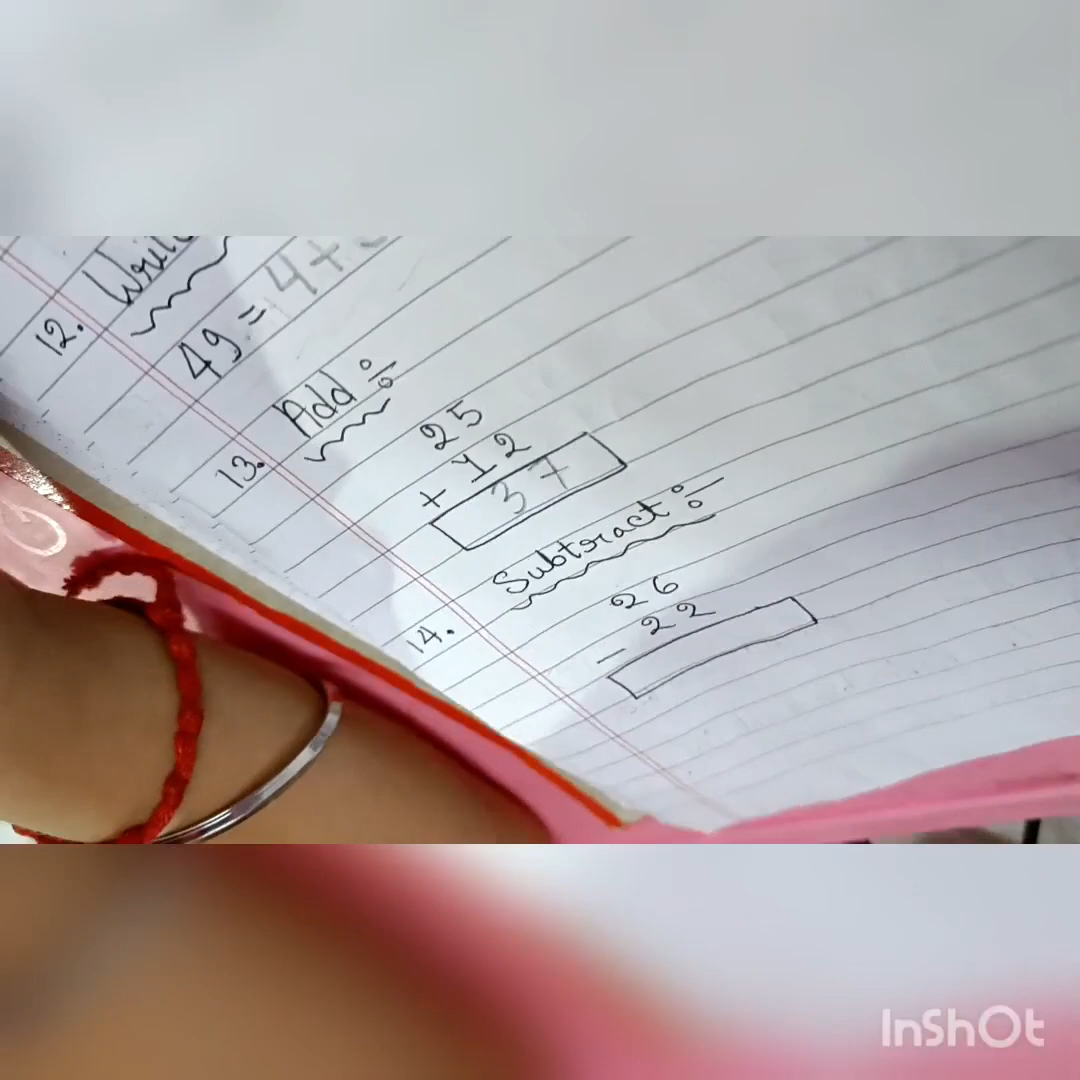 12.
49 = 4+
13. Add :-
25
+ 12
37
14. Subtract :-
26
- 22
InShOt